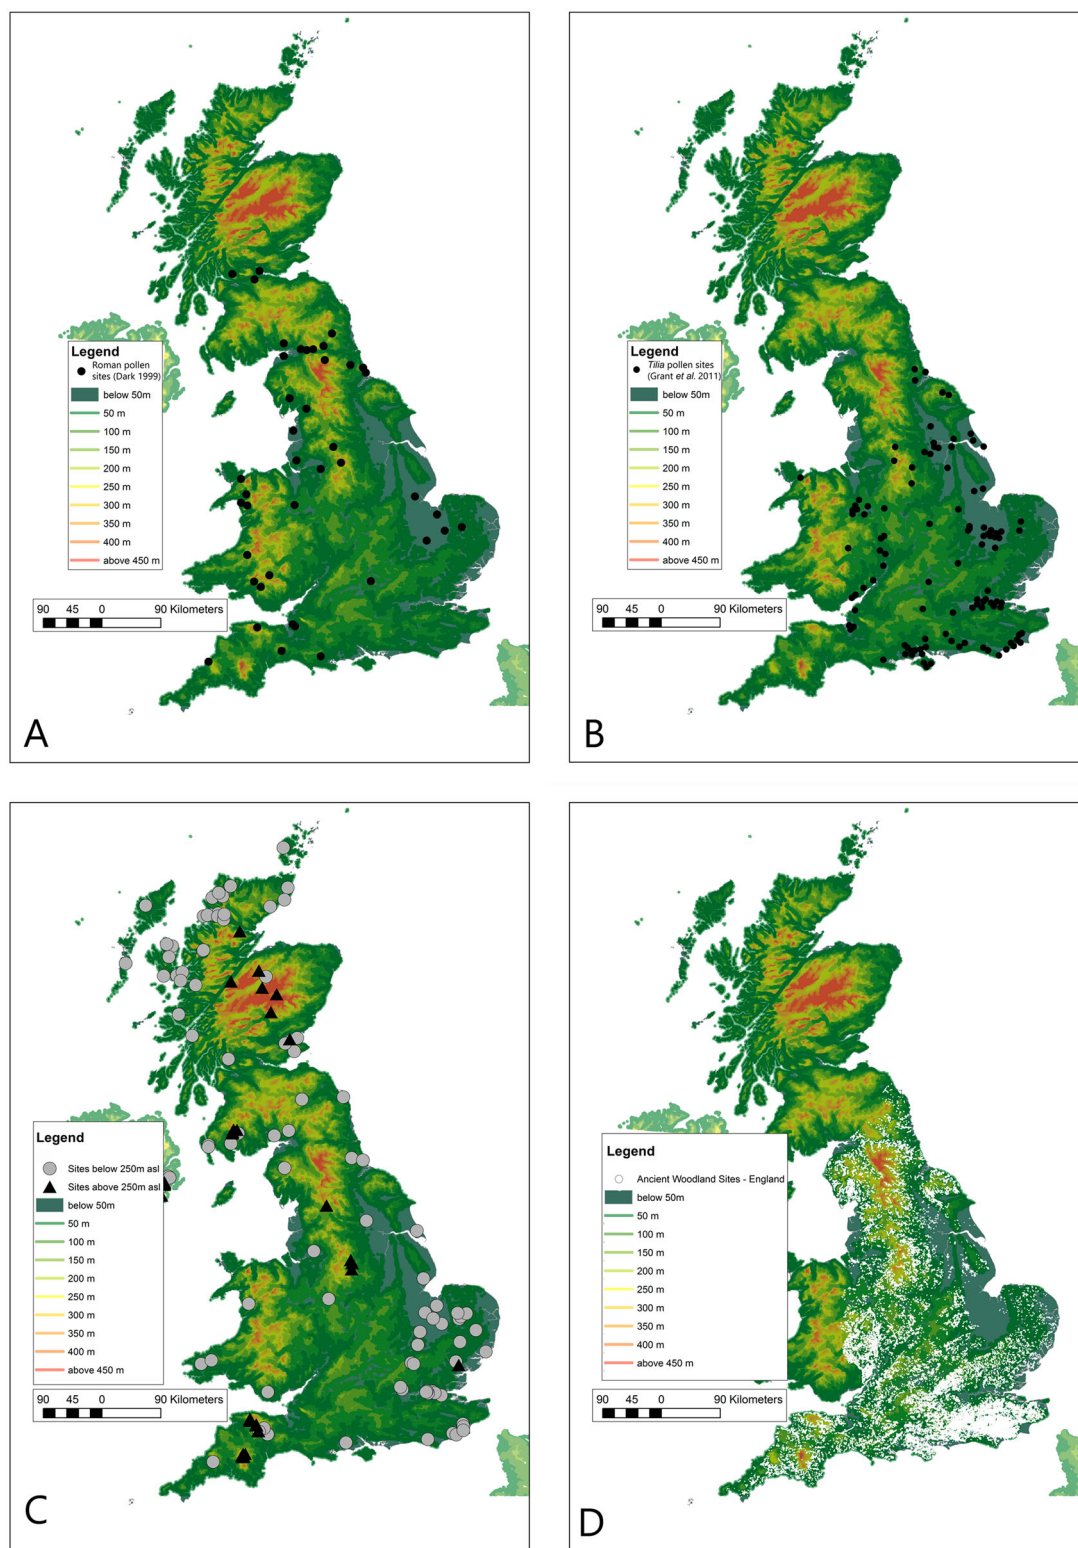 Legend
Roman pollen
sites (Dark 1999)
below 50m
50 m
100 m
150 m
200 m
250 m
300 m
350 m
400 m
above 450 m
90 45 0 90 Kilometers
A
Legend
Tilia pollen sites
(Grant et al. 2011)
below 50m
50 m
100 m
150 m
200 m
250 m
300 m
350 m
400 m
above 450 m
90 45 0 90 Kilometers
B
Legend
Sites below 250m asl
Sites above 250m asl
below 50m
50 m
100 m
150 m
200 m
250 m
300 m
350 m
400 m
above 450 m
90 45 0 90 Kilometers
C
Legend
Ancient Woodland Sites - England
below 50m
50 m
100 m
150 m
200 m
250 m
300 m
350 m
400 m
above 450 m
90 45 0 90 Kilometers
D